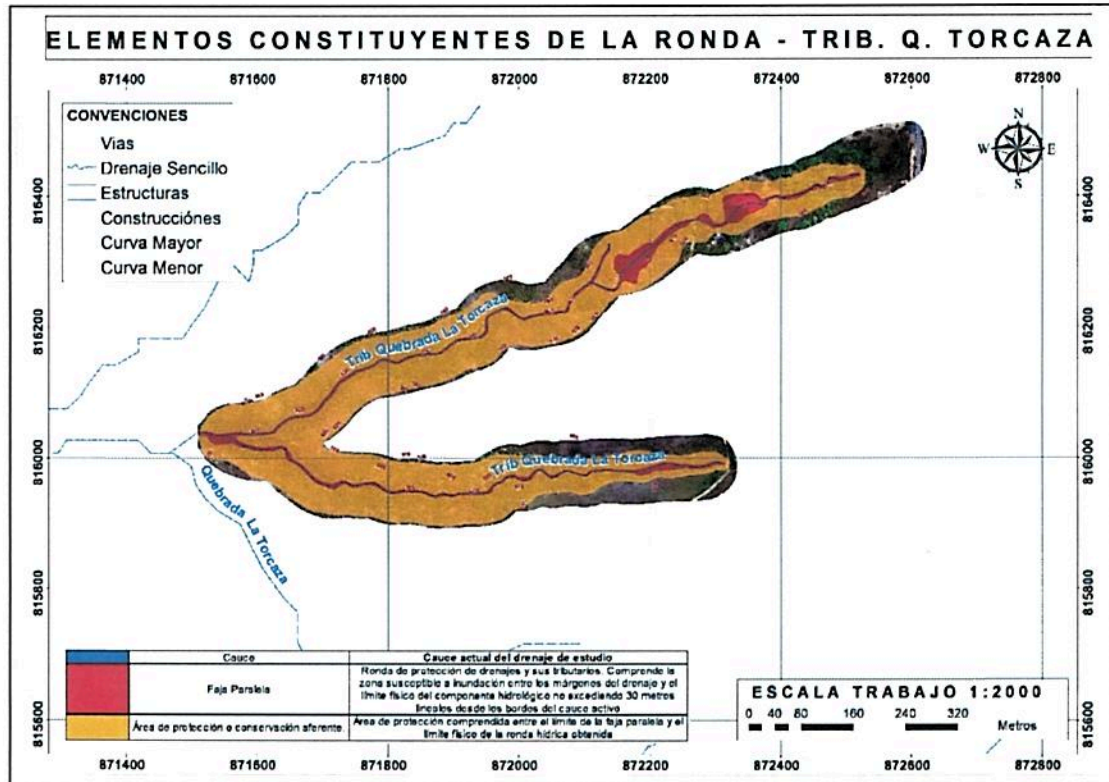 ELEMENTOS CONSTITUYENTES DE LA RONDA - TRIB. Q. TORCAZA
871400 871600 871800 872000 872200 872400 872600 872800
CONVENCIONES
Vias
Drenaje Sencillo
Estructuras
Construcciónes
Curva Mayor
Curva Menor
N
W E
S
816400 816400
816200 816200
816000 816000
815800 815800
815600 815600
Trib Quebrada La Torcaza
Trib Quebrada La Torcaza
Quebrada La Torcaza
Cauce
Cauce actual del drenaje de estudio
Faja Paralela
Ronda de protección de drenajes y sus tributarios. Comprende la
zona susceptible a inundación entre los márgenes del drenaje y el
límite físico del componente hidrológico no excediendo 30 metros
lineales desde los bordes del cauce activo
Área de protección o conservación aferente.
Área de protección comprendida entre el límite de la faja paralela y el
límite físico de la ronda hídrica obtenida
ESCALA TRABAJO 1:2000
0 40 80 160 240 320
Metros
871400 871600 871800 872000 872200 872400 872600 872800